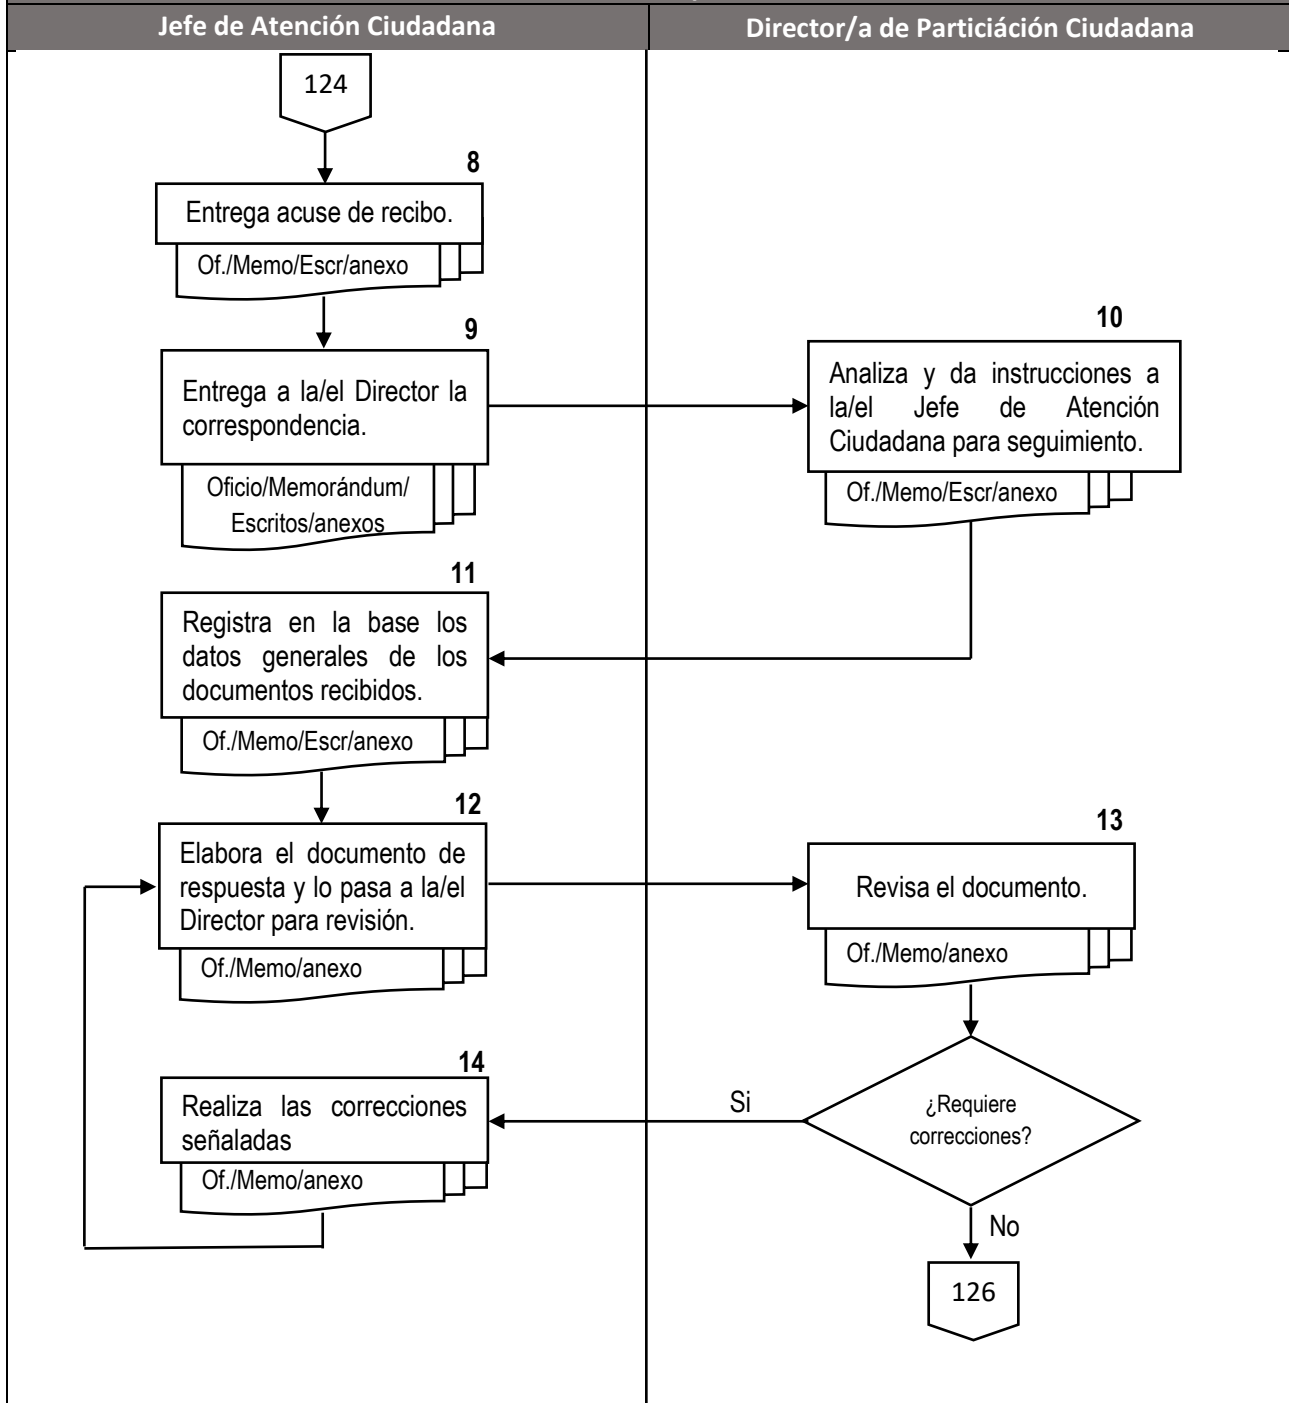 Jefe de Atención Ciudadana
Director/a de Particiáción Ciudadana
124
8
Entrega acuse de recibo.
Of./Memo/Escr/anexo
9
Entrega a la/el Director la
correspondencia.
Oficio/Memorándum/
Escritos/anexos
10
Analiza y da instrucciones a
la/el Jefe de Atención
Ciudadana para seguimiento.
Of./Memo/Escr/anexo
11
Registra en la base los
datos generales de los
documentos recibidos.
Of./Memo/Escr/anexo
12
Elabora el documento de
respuesta y lo pasa a la/el
Director para revisión.
Of./Memo/anexo
13
Revisa el documento.
Of./Memo/anexo
¿Requiere
correcciones?
Si
14
Realiza las correcciones
señaladas
Of./Memo/anexo
No
126